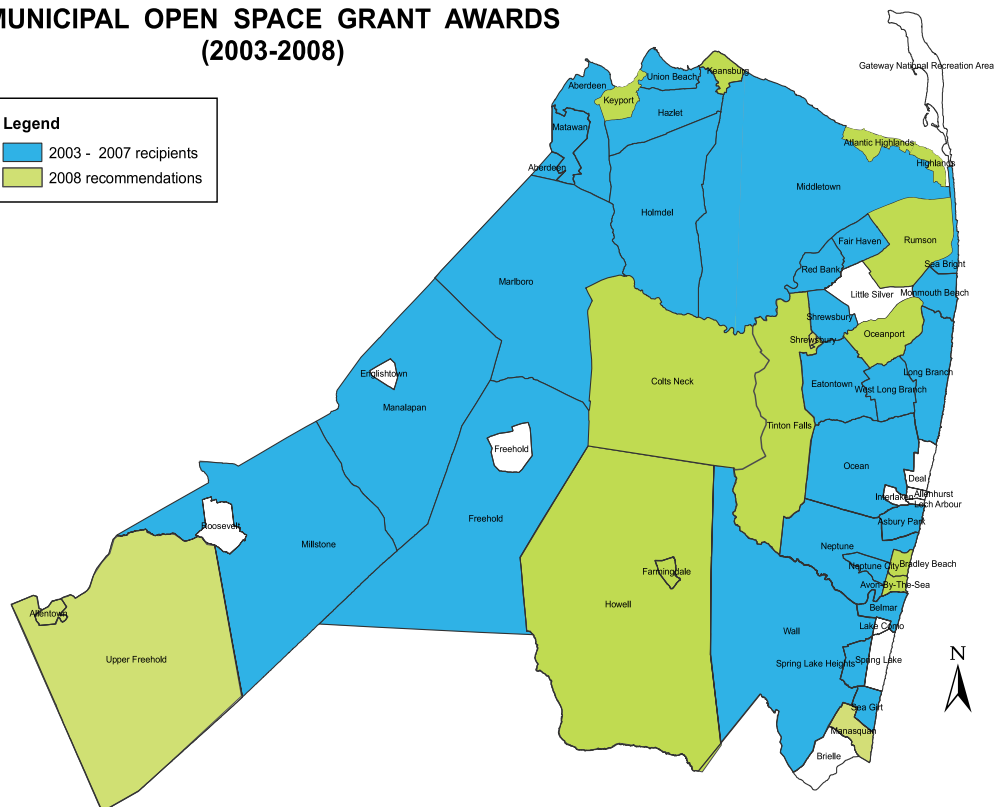 MUNICIPAL OPEN SPACE GRANT AWARDS
(2003-2008)
Legend
2003 - 2007 recipients
2008 recommendations
Gateway National Recreation Area
Aberdeen
Union Beach
Keansburg
Keyport
Hazlet
Matawan
Atlantic Highlands
Highlands
Aberdeen
Middletown
Holmdel
Fair Haven
Rumson
Red Bank
Sea Bright
Marlboro
Little Silver
Monmouth Beach
Shrewsbury
Oceanport
Shrewsbury
Englishtown
Colts Neck
Eatontown
West Long Branch
Long Branch
Manalapan
Tinton Falls
Freehold
Ocean
Deal
Interlaken
Allenhurst
Loch Arbour
Freehold
Asbury Park
Roosevelt
Millstone
Neptune
Neptune City
Bradley Beach
Farmingdale
Avon-By-The-Sea
Howell
Belmar
Allentown
Lake Como
Wall
Upper Freehold
Spring Lake Heights
Spring Lake
N
Sea Girt
Manasquan
Brielle